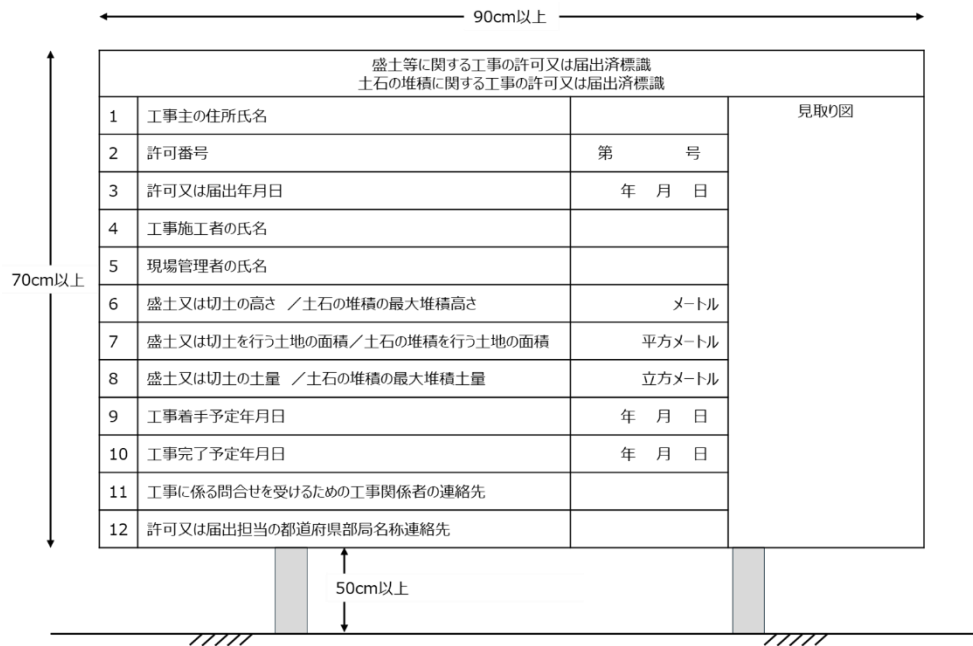 90cm以上
盛土等に関する工事の許可又は届出済標識
土石の堆積に関する工事の許可又は届出済標識
1 工事主の住所氏名
見取り図
2 許可番号 第 号
3 許可又は届出年月日 年 月 日
4 工事施工者の氏名
5 現場管理者の氏名
70cm以上
6 盛土又は切土の高さ ／土石の堆積の最大堆積高さ メートル
7 盛土又は切土を行う土地の面積／土石の堆積を行う土地の面積 平方メートル
8 盛土又は切土の土量 ／土石の堆積の最大堆積土量 立方メートル
9 工事着手予定年月日 年 月 日
10 工事完了予定年月日 年 月 日
11 工事に係る問合せを受けるための工事関係者の連絡先
12 許可又は届出担当の都道府県部局名称連絡先
50cm以上